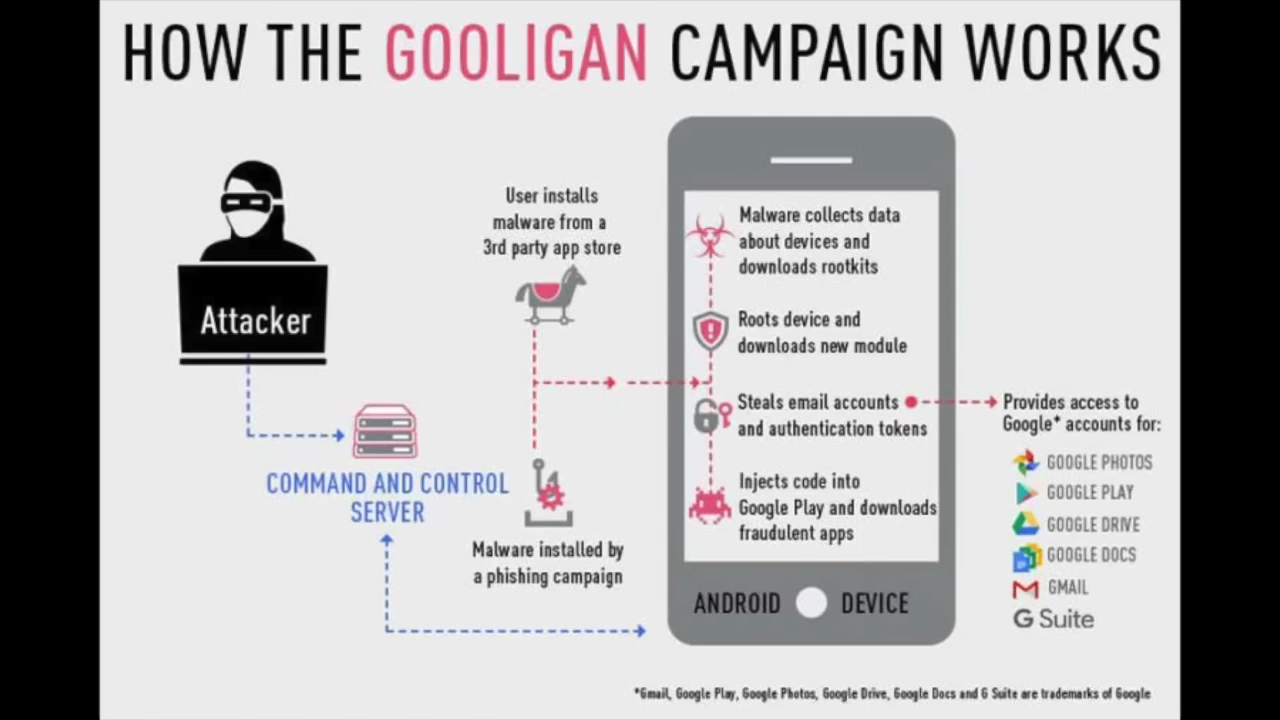 HOW THE GOOLIGAN CAMPAIGN WORKS
Attacker
COMMAND AND CONTROL
SERVER
User installs
malware from a
3rd party app store
Malware installed by
a phishing campaign
Malware collects data
about devices and
downloads rootkits
Roots device and
downloads new module
Steals email accounts
and authentication tokens
Injects code into
Google Play and downloads
fraudulent apps
ANDROID DEVICE
Provides access to
Google* accounts for:
GOOGLE PHOTOS
GOOGLE PLAY
GOOGLE DRIVE
GOOGLE DOCS
GMAIL
G Suite
*Gmail, Google Play, Google Photos, Google Drive, Google Docs and G Suite are trademarks of Google